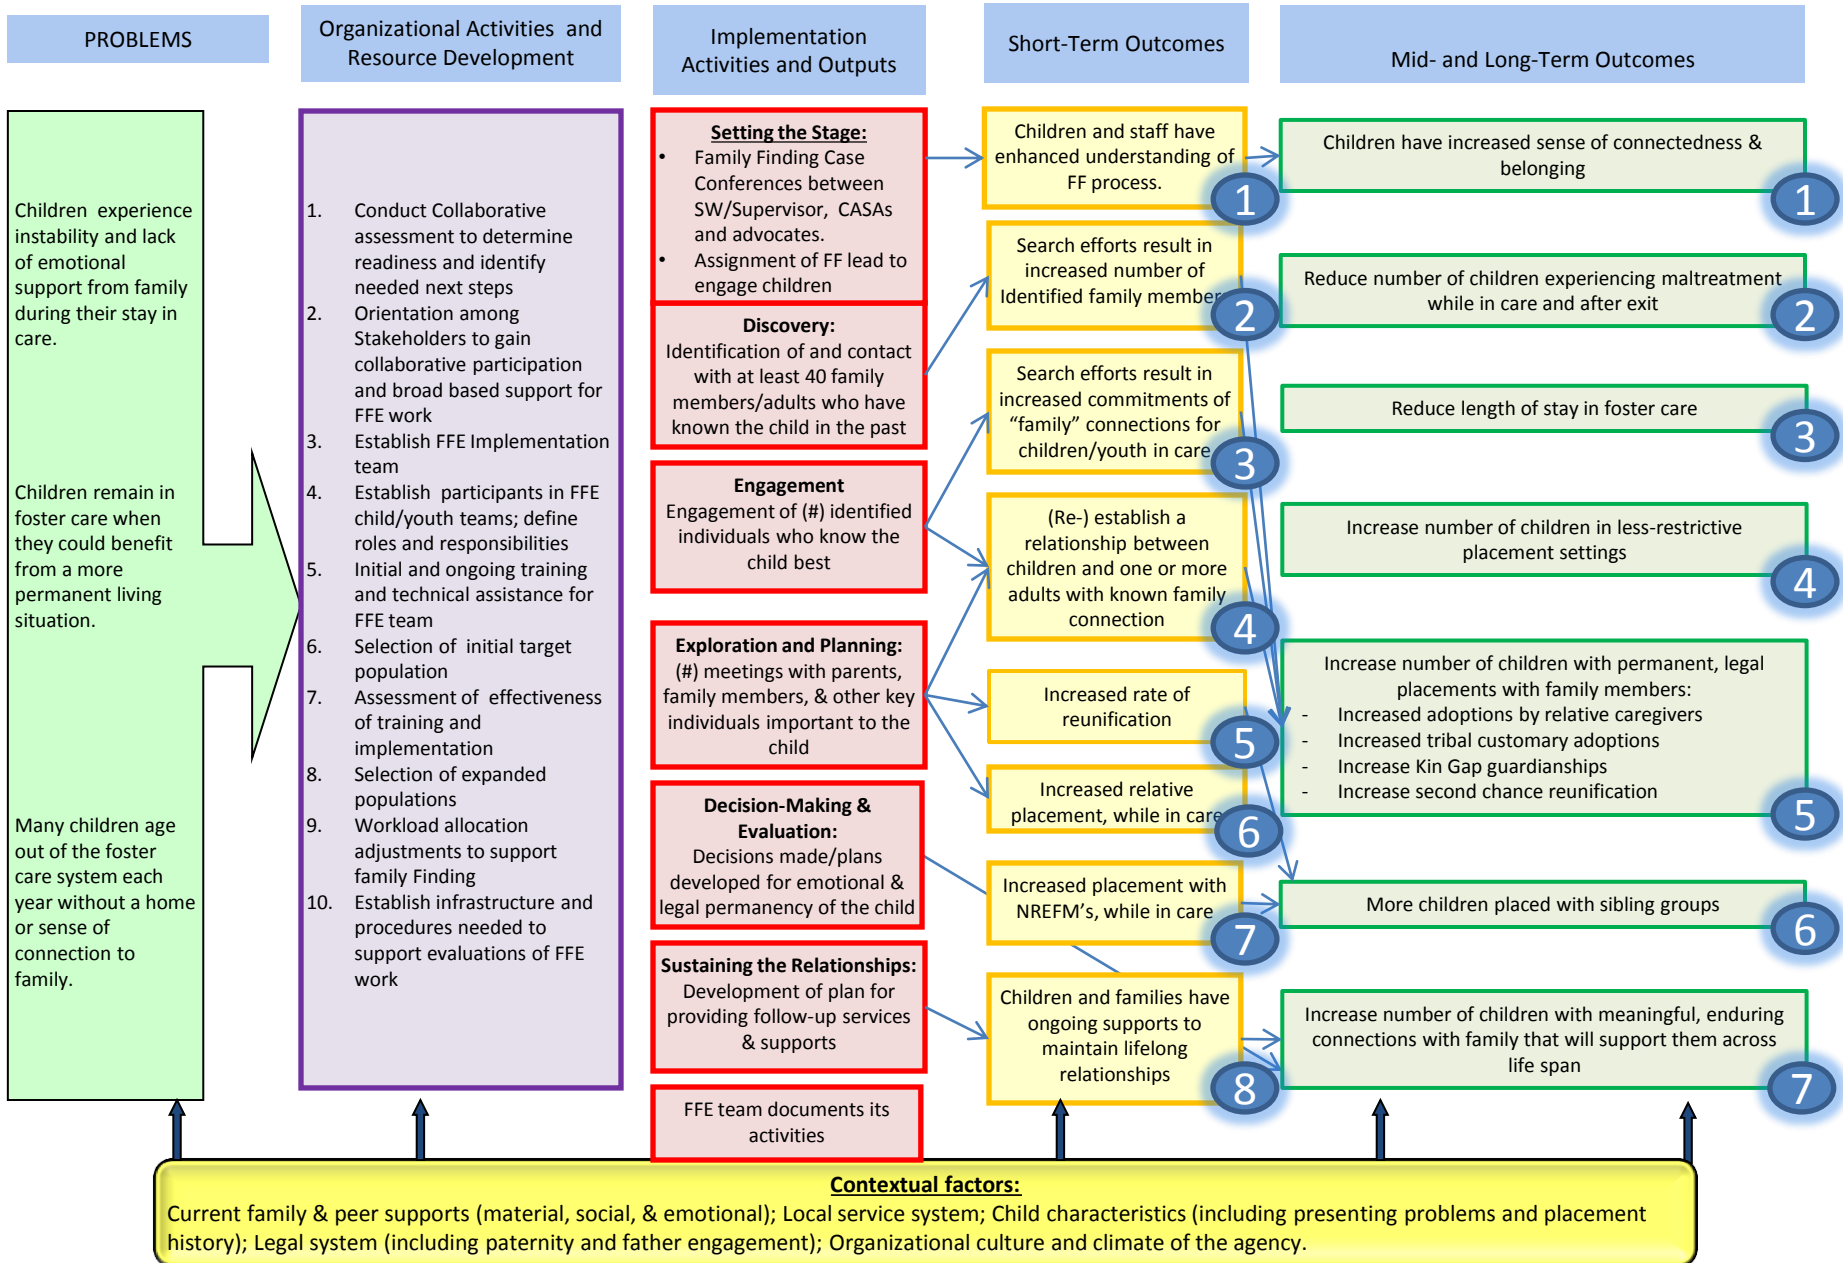 PROBLEMS
Organizational Activities and
Resource Development
Implementation
Activities and Outputs
Short-Term Outcomes
Mid- and Long-Term Outcomes
Children experience
instability and lack
of emotional
support from family
during their stay in
care.
Children remain in
foster care when
they could benefit
from a more
permanent living
situation.
Many children age
out of the foster
care system each
year without a home
or sense of
connection to
family.
1. Conduct Collaborative
assessment to determine
readiness and identify
needed next steps
2. Orientation among
Stakeholders to gain
collaborative participation
and broad based support for
FFE work
3. Establish FFE Implementation
team
4. Establish participants in FFE
child/youth teams; define
roles and responsibilities
5. Initial and ongoing training
and technical assistance for
FFE team
6. Selection of initial target
population
7. Assessment of effectiveness
of training and
implementation
8. Selection of expanded
populations
9. Workload allocation
adjustments to support
family Finding
10. Establish infrastructure and
procedures needed to
support evaluations of FFE
work
Setting the Stage:
• Family Finding Case
Conferences between
SW/Supervisor, CASAs
and advocates.
• Assignment of FF lead to
engage children
Discovery:
Identification of and contact
with at least 40 family
members/adults who have
known the child in the past
Engagement
Engagement of (#) identified
individuals who know the
child best
Exploration and Planning:
(#) meetings with parents,
family members, & other key
individuals important to the
child
Decision-Making &
Evaluation:
Decisions made/plans
developed for emotional &
legal permanency of the child
Sustaining the Relationships:
Development of plan for
providing follow-up services
& supports
FFE team documents its
activities
Children and staff have
enhanced understanding of
FF process.
1
Search efforts result in
increased number of
Identified family member
2
Search efforts result in
increased commitments of
“family” connections for
children/youth in care
3
(Re-) establish a
relationship between
children and one or more
adults with known family
connection
4
Increased rate of
reunification
5
Increased relative
placement, while in care
6
Increased placement with
NREFM's, while in care
7
Children and families have
ongoing supports to
maintain lifelong
relationships
8
Children have increased sense of connectedness &
belonging
1
Reduce number of children experiencing maltreatment
while in care and after exit
2
Reduce length of stay in foster care
3
Increase number of children in less-restrictive
placement settings
4
Increase number of children with permanent, legal
placements with family members:
- Increased adoptions by relative caregivers
- Increased tribal customary adoptions
- Increase Kin Gap guardianships
- Increase second chance reunification
5
More children placed with sibling groups
6
Increase number of children with meaningful, enduring
connections with family that will support them across
life span
7
Contextual factors:
Current family & peer supports (material, social, & emotional); Local service system; Child characteristics (including presenting problems and placement
history); Legal system (including paternity and father engagement); Organizational culture and climate of the agency.